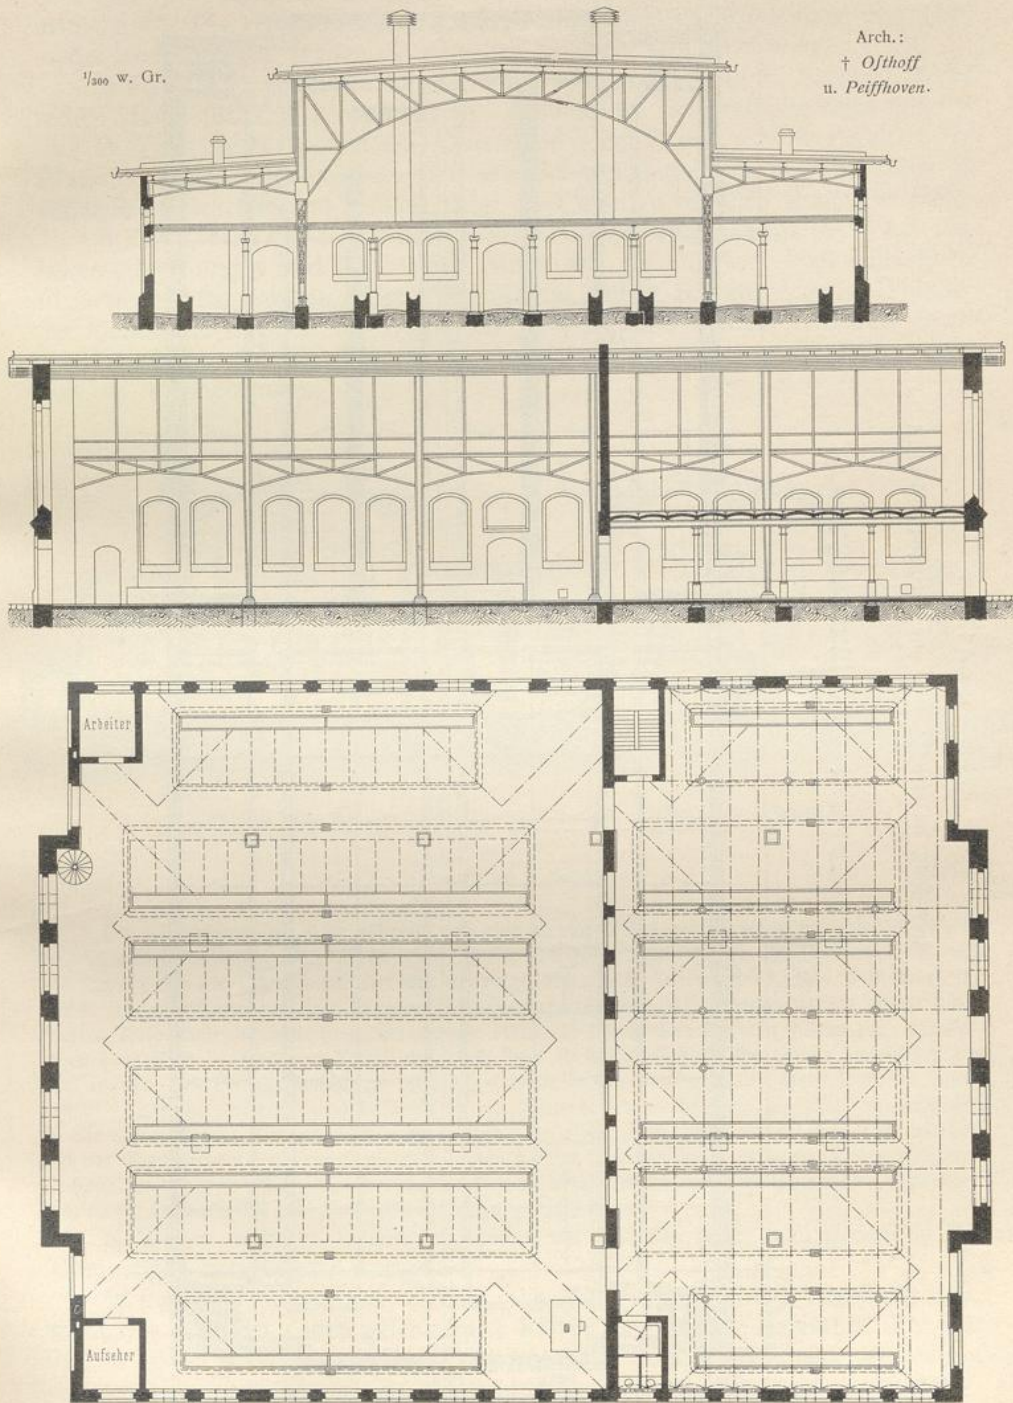 1/300 w. Gr.
Arch.:
† Oſthoff
u. Peiffhoven.
Arbeiter
Aufseher